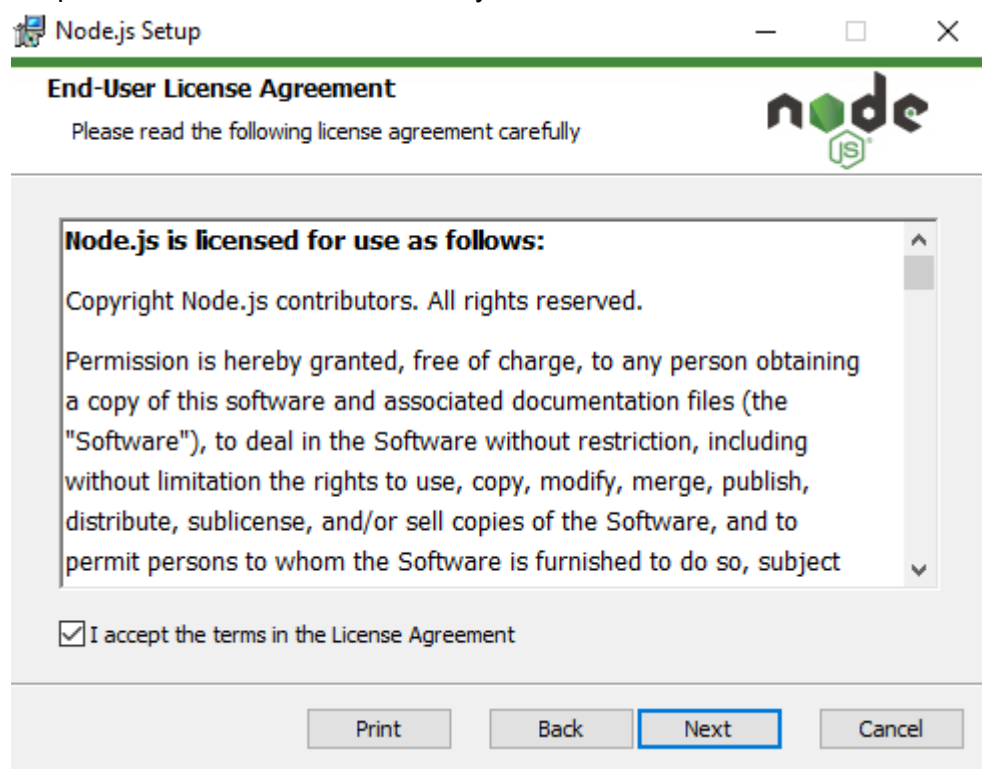 Node.js Setup
End-User License Agreement
Please read the following license agreement carefully
node
JS
Node.js is licensed for use as follows:
Copyright Node.js contributors. All rights reserved.
Permission is hereby granted, free of charge, to any person obtaining
a copy of this software and associated documentation files (the
"Software"), to deal in the Software without restriction, including
without limitation the rights to use, copy, modify, merge, publish,
distribute, sublicense, and/or sell copies of the Software, and to
permit persons to whom the Software is furnished to do so, subject
I accept the terms in the License Agreement
Print Back Next Cancel